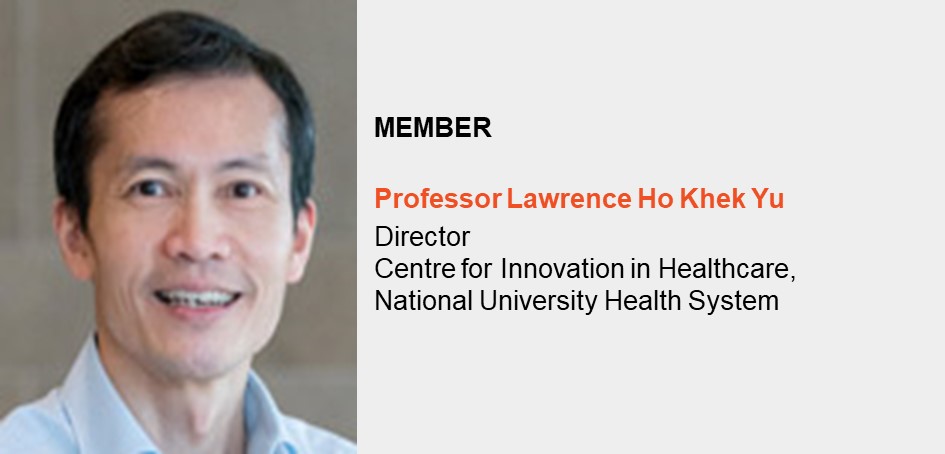 MEMBER
Professor Lawrence Ho Khek Yu
Director
Centre for Innovation in Healthcare,
National University Health System